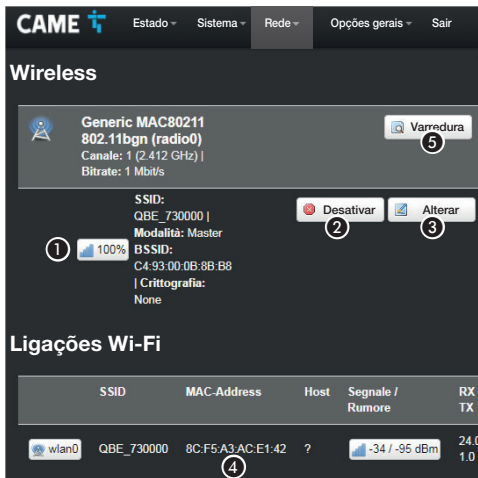 CAME Estado Sistema Rede Opções gerais Sair
Wireless
Generic MAC80211
802.11bgn (radio0)
Canale: 1 (2.412 GHz) |
Bitrate: 1 Mbit/s
Varredura
5
SSID:
QBE_730000 |
Modalità: Master
BSSID:
C4:93:00:0B:8B:B8
| Crittografia:
None
1
100%
Desativar
2
Alterar
3
Ligações Wi-Fi
SSID MAC-Address Host Segnale / Rumore RX TX
wlan0 QBE_730000 8C:F5:A3:AC:E1:42 ? -34 / -95 dBm 24.0
1.0
4